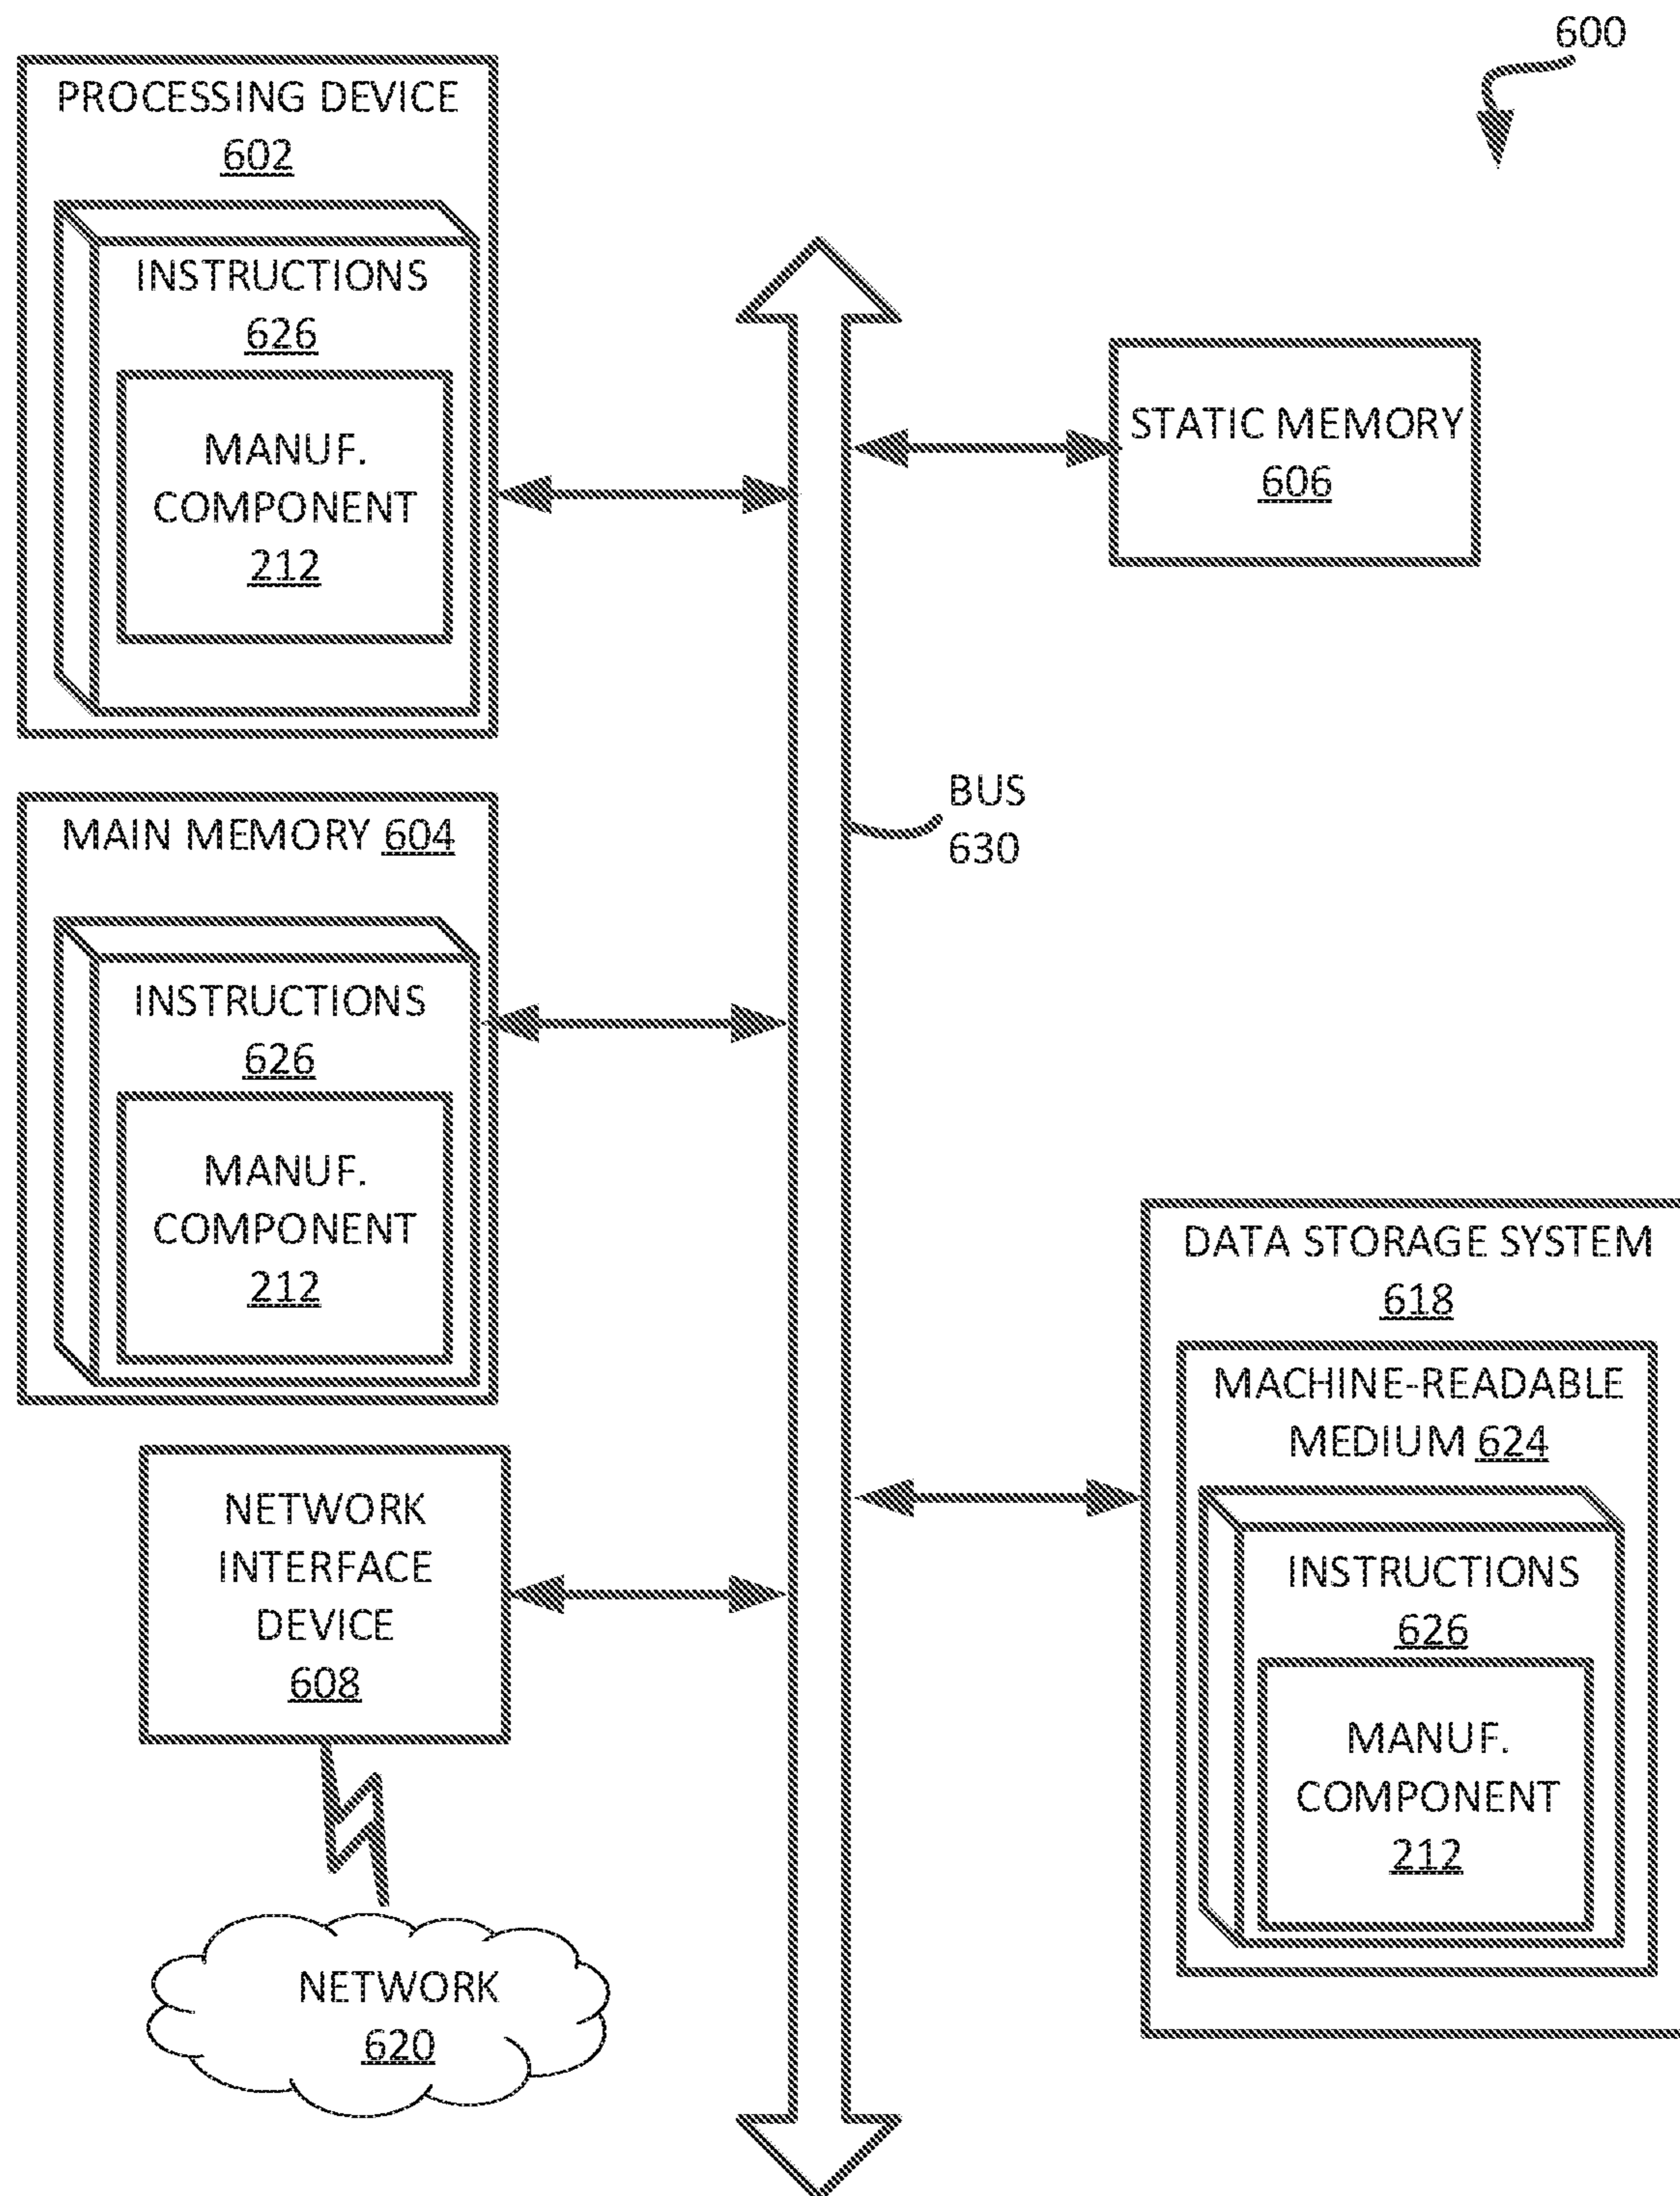 600
PROCESSING DEVICE
602
INSTRUCTIONS
626
MANUF.
COMPONENT
212
STATIC MEMORY
606
BUS
630
MAIN MEMORY 604
INSTRUCTIONS
626
MANUF.
COMPONENT
212
DATA STORAGE SYSTEM
618
MACHINE-READABLE
MEDIUM 624
INSTRUCTIONS
626
MANUF.
COMPONENT
212
NETWORK
INTERFACE
DEVICE
608
NETWORK
620